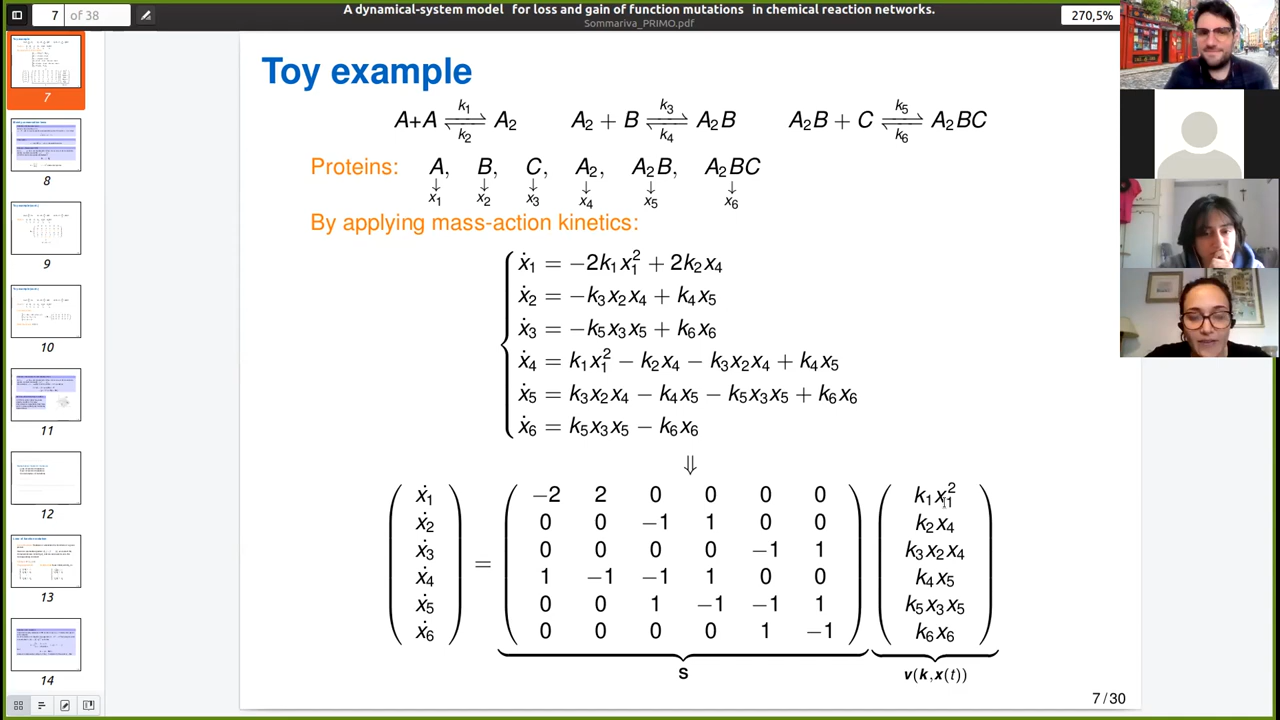 7 of 38
A dynamical-system model for loss and gain of function mutations in chemical reaction networks.
Sommariva_PRIMO.pdf
270,5%
7
8
9
10
11
12
13
14
Toy example
A+A k₁ ⇌ k₂ A₂ A₂ + B k₃ ⇌ k₄ A₂B A₂B + C k₅ ⇌ k₆ A₂BC
Proteins: A, B, C, A₂, A₂B, A₂BC
↓ ↓ ↓ ↓ ↓ ↓
x₁ x₂ x₃ x₄ x₅ x₆
By applying mass-action kinetics:
ẋ₁ = −2k₁x₁² + 2k₂x₄
ẋ₂ = −k₃x₂x₄ + k₄x₅
ẋ₃ = −k₅x₃x₅ + k₆x₆
ẋ₄ = k₁x₁² − k₂x₄ − k₃x₂x₄ + k₄x₅
ẋ₅ = k₃x₂x₄ − k₄x₅ − k₅x₃x₅ + k₆x₆
ẋ₆ = k₅x₃x₅ − k₆x₆
⇓
ẋ₁ −2 2 0 0 0 0 k₁x₁²
ẋ₂ 0 0 −1 1 0 0 k₂x₄
ẋ₃ 0 0 0 0 −1 1 k₃x₂x₄
ẋ₄ = 1 −1 −1 1 0 0 k₄x₅
ẋ₅ 0 0 1 −1 −1 1 k₅x₃x₅
ẋ₆ 0 0 0 0 1 −1 k₆x₆
S v(k,x(t))
7 / 30